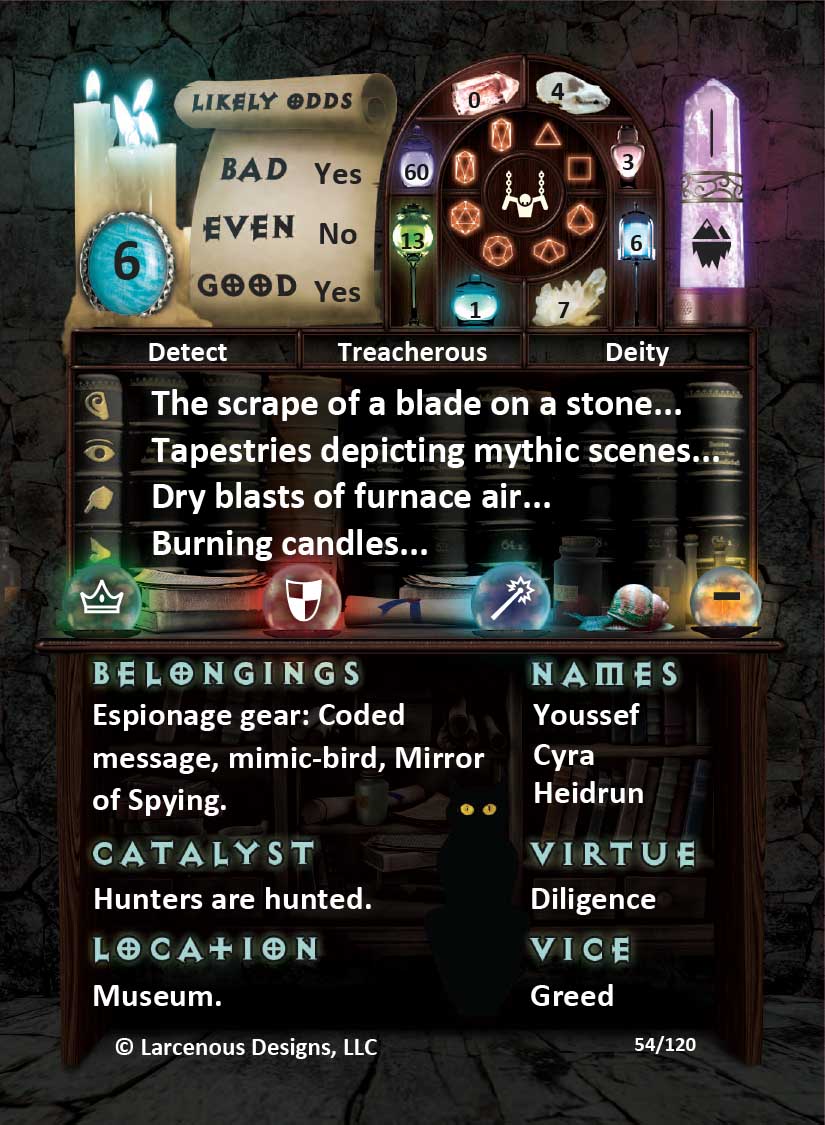 LIKELY ODDS
BAD Yes
EVEN No
GOOD Yes
6
0
4
60
3
13
6
1
7
Detect Treacherous Deity
The scrape of a blade on a stone...
Tapestries depicting mythic scenes...
Dry blasts of furnace air...
Burning candles...
BELONGINGS
Espionage gear: Coded
message, mimic-bird, Mirror
of Spying.
NAMES
Youssef
Cyra
Heidrun
CATALYST
Hunters are hunted.
VIRTUE
Diligence
LOCATION
Museum.
VICE
Greed
© Larcenous Designs, LLC
54/120